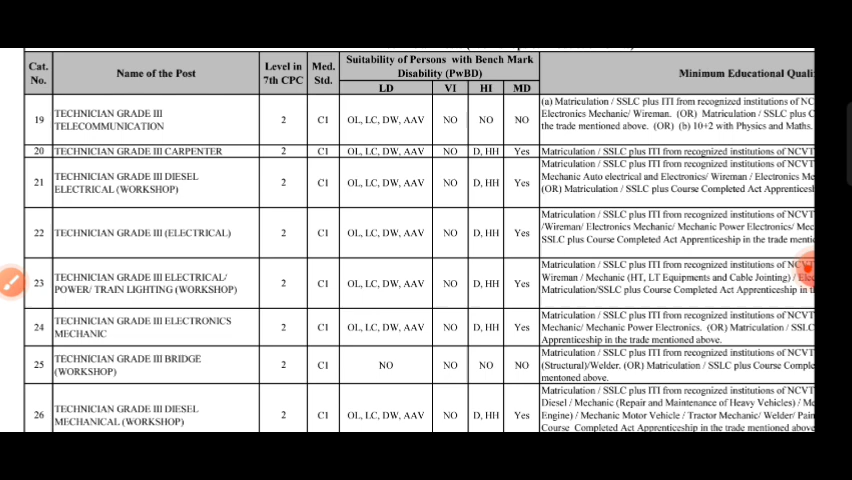 Cat. No. Name of the Post Level in 7th CPC Med. Std. Suitability of Persons with Bench Mark Disability (PwBD) Minimum Educational Quali
LD VI HI MD
19 TECHNICIAN GRADE III TELECOMMUNICATION 2 C1 OL, LC, DW, AAV NO NO NO (a) Matriculation / SSLC plus ITI from recognized institutions of NC
Electronics Mechanic/ Wireman. (OR) Matriculation / SSLC plus C
the trade mentioned above. (OR) (b) 10+2 with Physics and Maths.
20 TECHNICIAN GRADE III CARPENTER 2 C1 OL, LC, DW, AAV NO D, HH Yes Matriculation / SSLC plus ITI from recognized institutions of NCVT
21 TECHNICIAN GRADE III DIESEL ELECTRICAL (WORKSHOP) 2 C1 OL, LC, DW, AAV NO D, HH Yes Matriculation / SSLC plus ITI from recognized institutions of NCVT
Mechanic Auto electrical and Electronics/ Wireman / Electronics Me
(OR) Matriculation / SSLC plus Course Completed Act Apprenticesh
22 TECHNICIAN GRADE III (ELECTRICAL) 2 C1 OL, LC, DW, AAV NO D, HH Yes Matriculation / SSLC plus ITI from recognized institutions of NCVT
/Wireman/ Electronics Mechanic/ Mechanic Power Electronics/ Mec
SSLC plus Course Completed Act Apprenticeship in the trade menti
23 TECHNICIAN GRADE III ELECTRICAL/ POWER/ TRAIN LIGHTING (WORKSHOP) 2 C1 OL, LC, DW, AAV NO D, HH Yes Matriculation / SSLC plus ITI from recognized institutions of NCVT
Wireman / Mechanic (HT, LT Equipments and Cable Jointing) /
Matriculation/SSLC plus Course Completed Act Apprenticeship in t
24 TECHNICIAN GRADE III ELECTRONICS MECHANIC 2 C1 OL, LC, DW, AAV NO D, HH Yes Matriculation / SSLC plus ITI from recognized institutions of NCVT
Mechanic/ Mechanic Power Electronics. (OR) Matriculation / SSLC
Apprenticeship in the trade mentioned above.
25 TECHNICIAN GRADE III BRIDGE (WORKSHOP) 2 C1 NO NO NO NO Matriculation / SSLC plus ITI from recognized institutions of NCVT
(Structural)/Welder. (OR) Matriculation / SSLC plus Course Comple
mentoned above.
26 TECHNICIAN GRADE III DIESEL MECHANICAL (WORKSHOP) 2 C1 OL, LC, DW, AAV NO D, HH Yes Matriculation / SSLC plus ITI from recognized institutions of NCVT
Diesel / Mechanic (Repair and Maintenance of Heavy Vehicles) / Me
Engine) / Mechanic Motor Vehicle / Tractor Mechanic/ Welder/ Pain
Course Completed Act Apprenticeship in the trade mentioned above